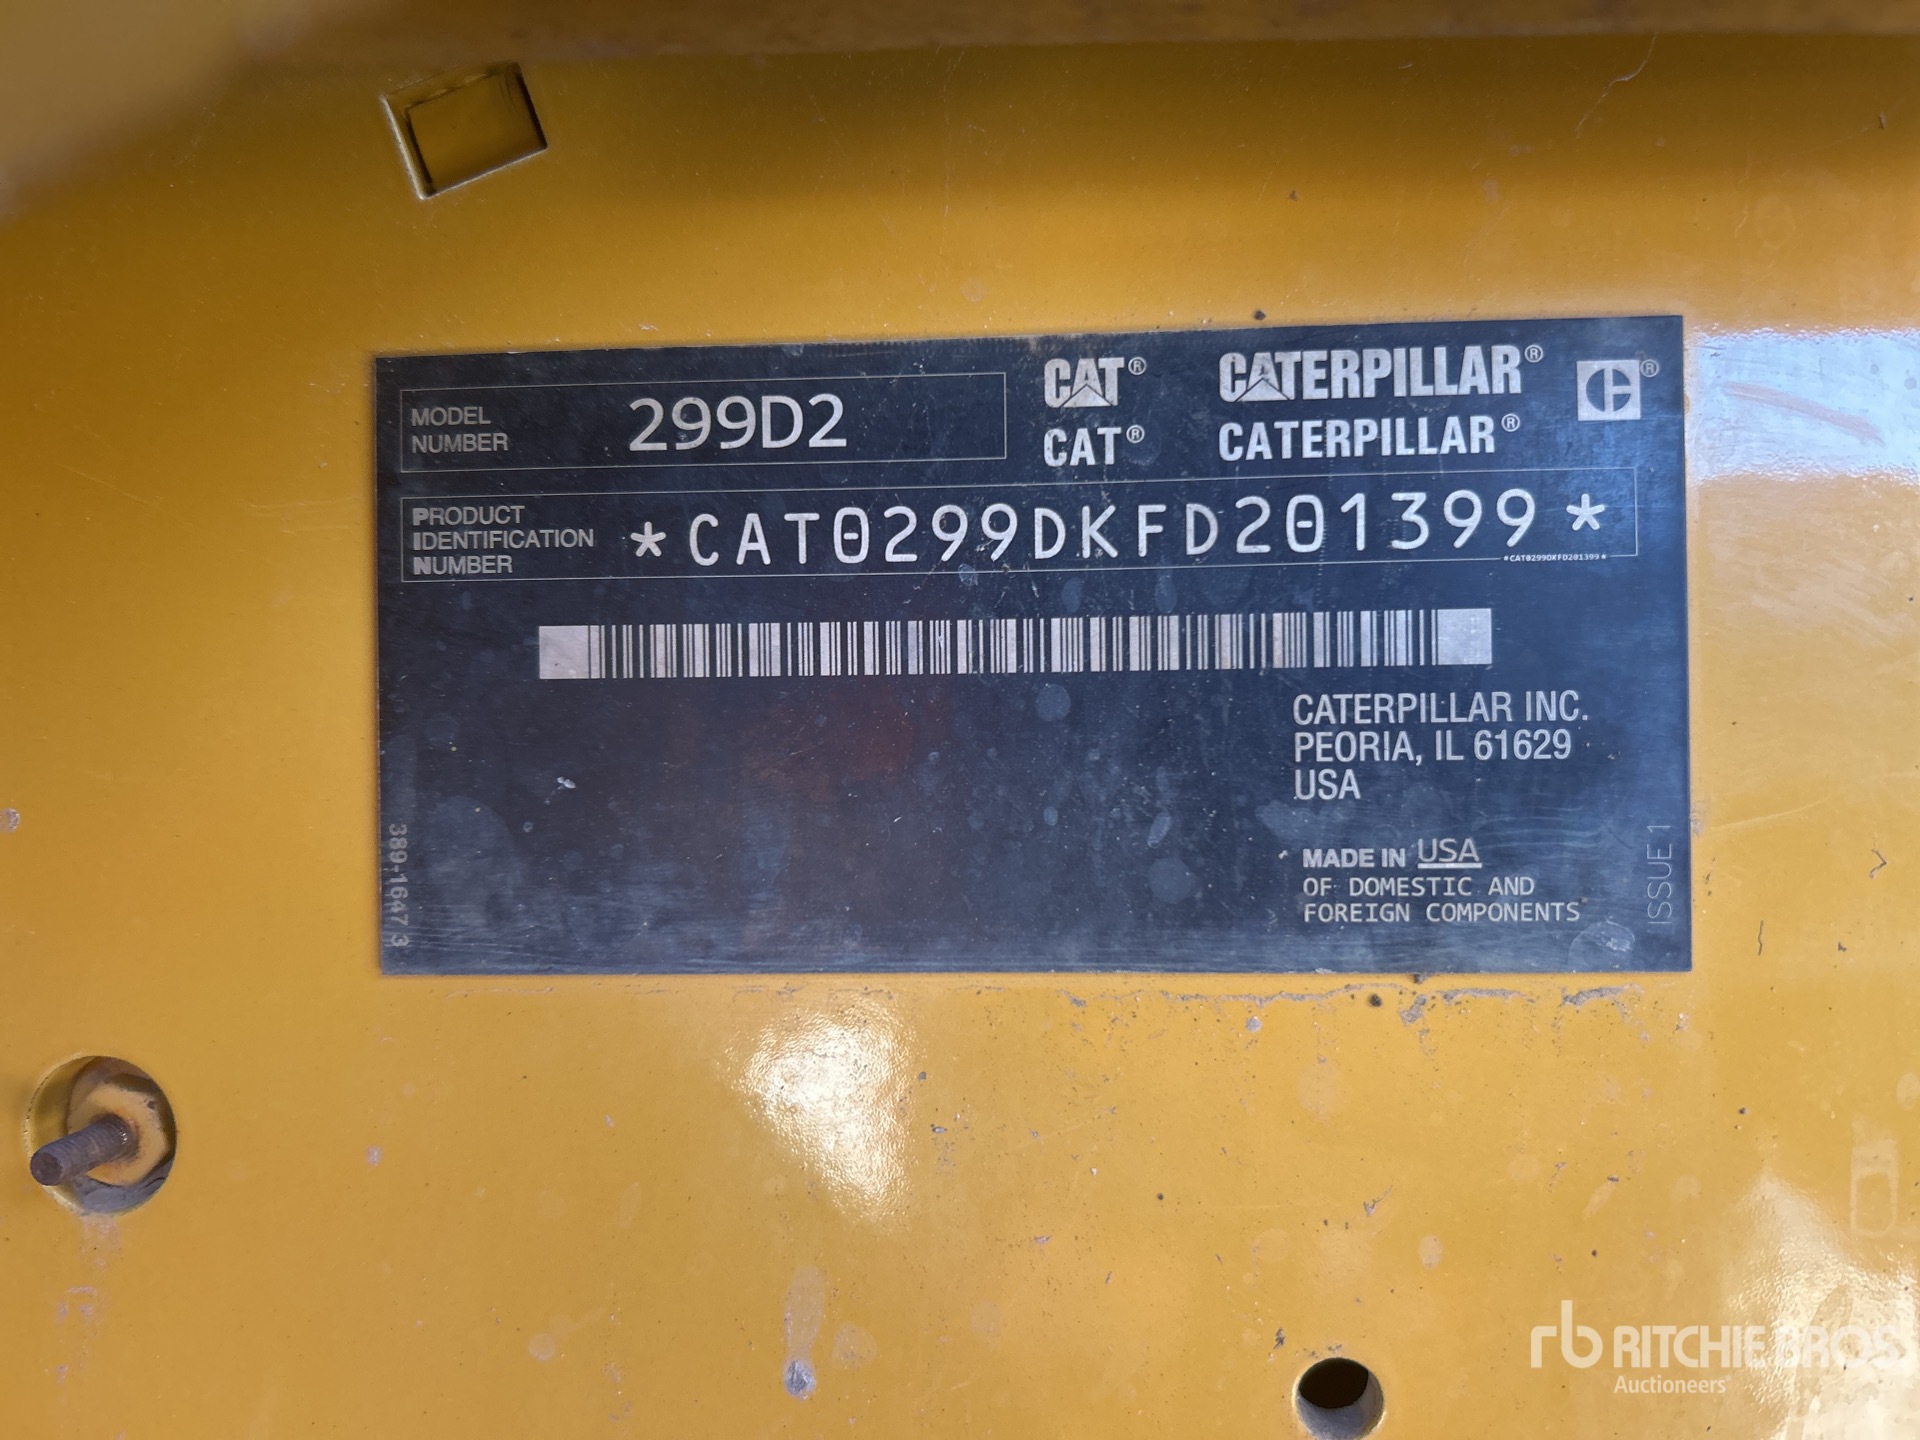 MODEL NUMBER 299D2
CAT® CATERPILLAR® ®
CAT® CATERPILLAR®
PRODUCT IDENTIFICATION NUMBER *CAT0299DKFD201399*
*CAT0299DKFD201399*
CATERPILLAR INC.
PEORIA, IL 61629
USA
MADE IN USA
OF DOMESTIC AND
FOREIGN COMPONENTS
389-1647 3
ISSUE 1
rb RITCHIE BROS
Auctioneers